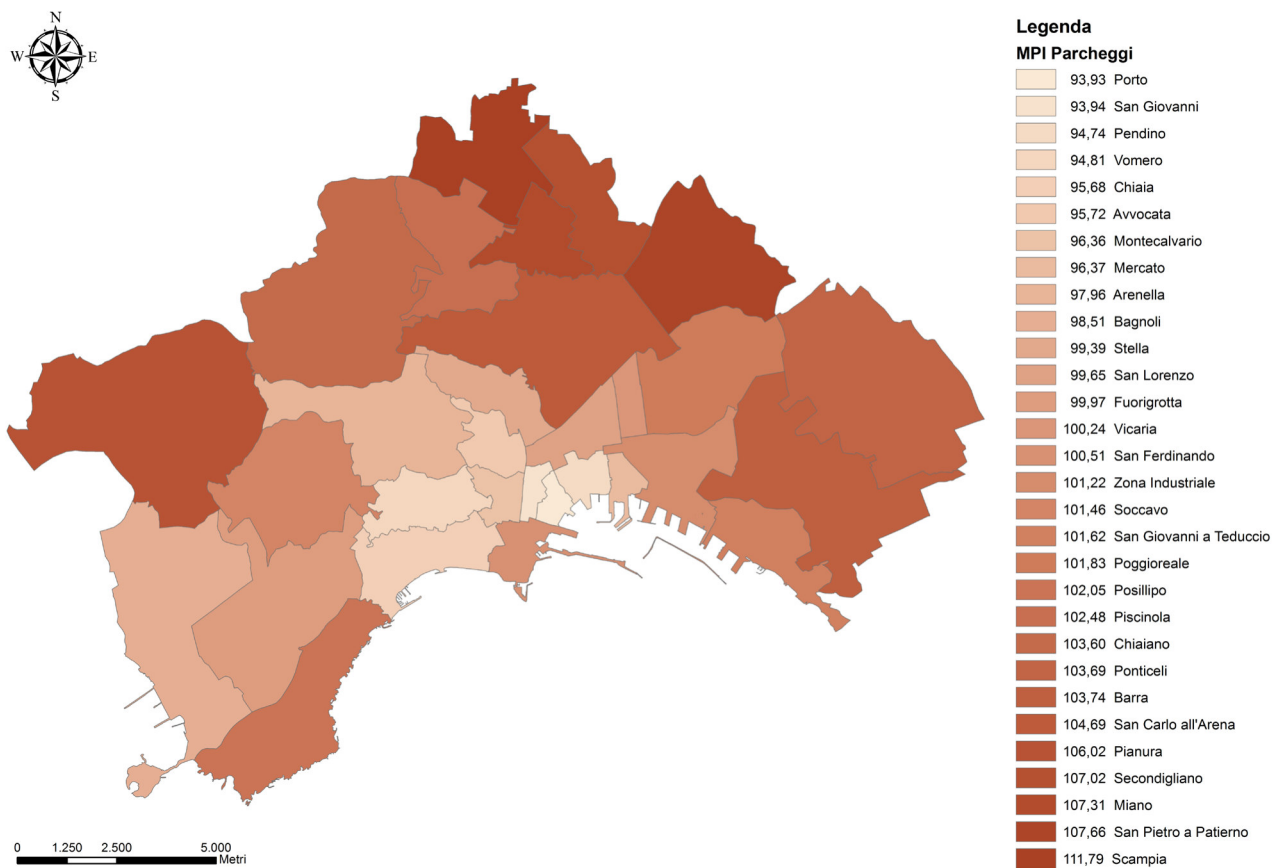 N
W E
S
Legenda
MPI Parcheggi
93,93 Porto
93,94 San Giovanni
94,74 Pendino
94,81 Vomero
95,68 Chiaia
95,72 Avvocata
96,36 Montecalvario
96,37 Mercato
97,96 Arenella
98,51 Bagnoli
99,39 Stella
99,65 San Lorenzo
99,97 Fuorigrotta
100,24 Vicaria
100,51 San Ferdinando
101,22 Zona Industriale
101,46 Soccavo
101,62 San Giovanni a Teduccio
101,83 Poggioreale
102,05 Posillipo
102,48 Piscinola
103,60 Chiaiano
103,69 Ponticeli
103,74 Barra
104,69 San Carlo all'Arena
106,02 Pianura
107,02 Secondigliano
107,31 Miano
107,66 San Pietro a Patierno
111,79 Scampia
0 1.250 2.500 5.000
Metri